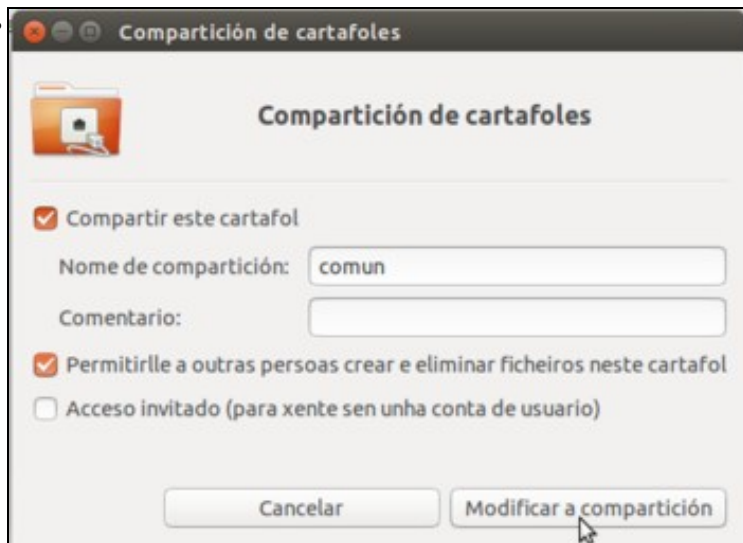 Compartición de cartafoles
Compartición de cartafoles
Compartir este cartafol
Nome de compartición: comun
Comentario:
Permitirlle a outras persoas crear e eliminar ficheiros neste cartafol
Acceso invitado (para xente sen unha conta de usuario)
Cancelar Modificar a compartición